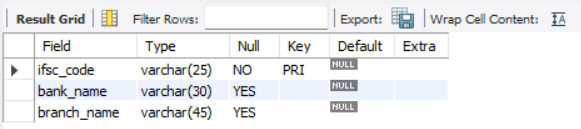 Result Grid Filter Rows: Export: Wrap Cell Content: IA
Field Type Null Key Default Extra
ifsc_code varchar(25) NO PRI NULL
bank_name varchar(30) YES NULL
branch_name varchar(45) YES NULL